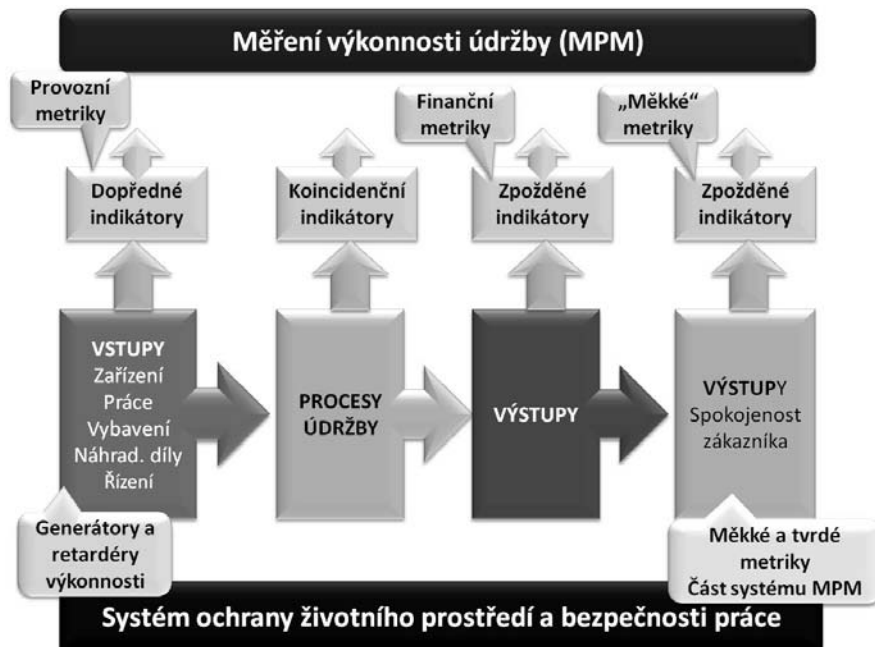 Měření výkonnosti údržby (MPM)
Provozní
metriky
Finanční
metriky
„Měkké“
metriky
Dopředné
indikátory
Koincidenční
indikátory
Zpožděné
indikátory
Zpožděné
indikátory
VSTUPY
Zařízení
Práce
Vybavení
Náhrad. díly
Řízení
PROCESY
ÚDRŽBY
VÝSTUPY
VÝSTUPY
Spokojenost
zákazníka
Generátory a
retardéry
výkonnosti
Měkké a tvrdé
metriky
Část systému MPM
Systém ochrany životního prostředí a bezpečnosti práce